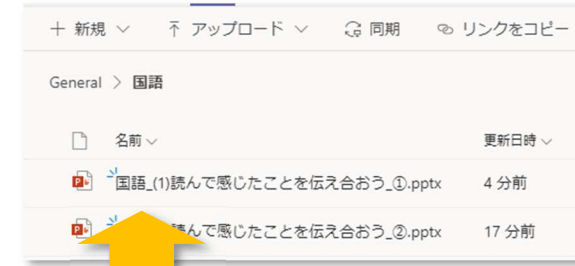 ＋ 新規 アップロード 同期 リンクをコピー
General > 国語
名前 更新日時
国語_(1)読んで感じたことを伝え合おう_①.pptx 4 分前
読んで感じたことを伝え合おう_②.pptx 17 分前